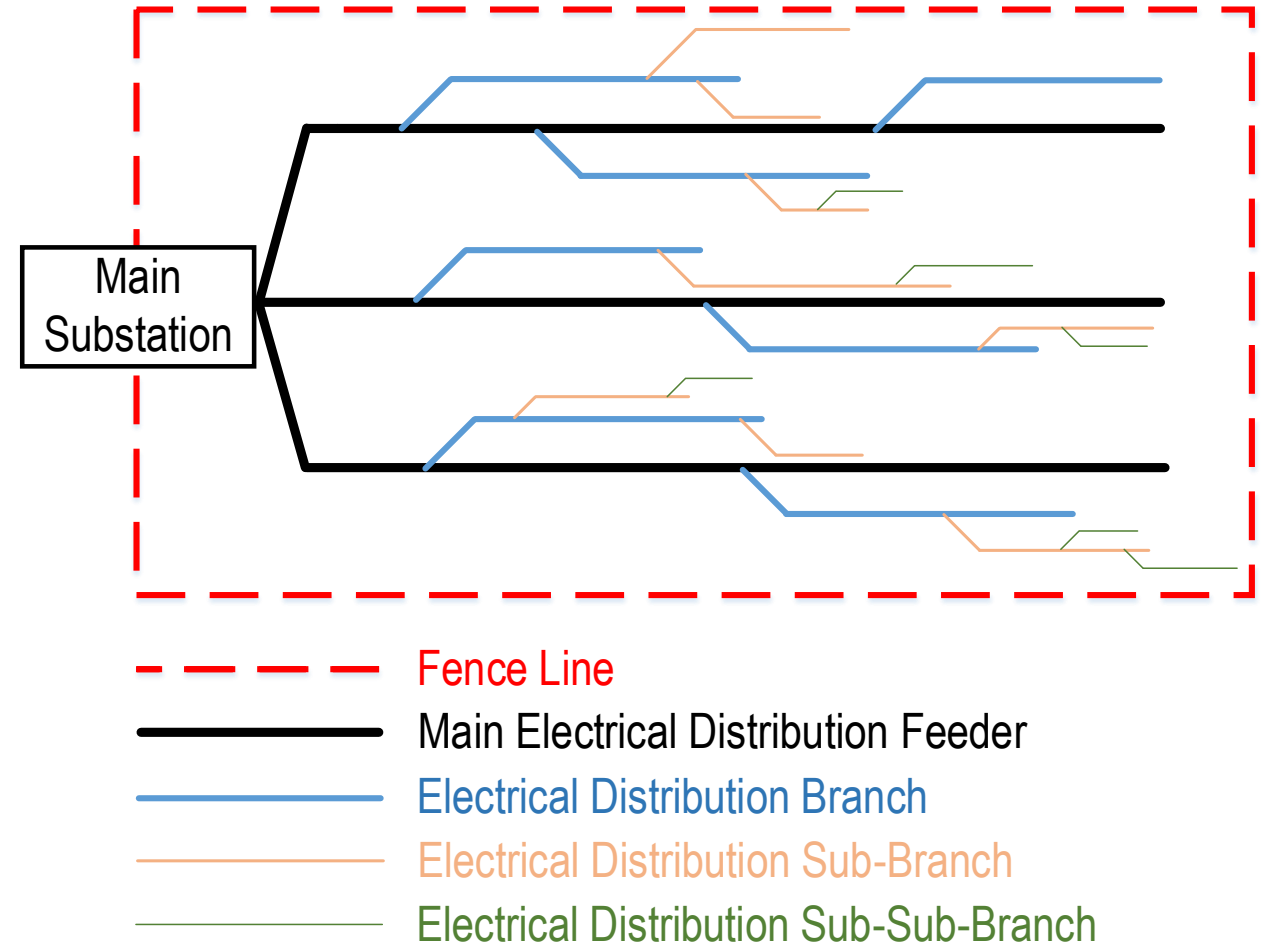 Main
Substation
Fence Line
Main Electrical Distribution Feeder
Electrical Distribution Branch
Electrical Distribution Sub-Branch
Electrical Distribution Sub-Sub-Branch